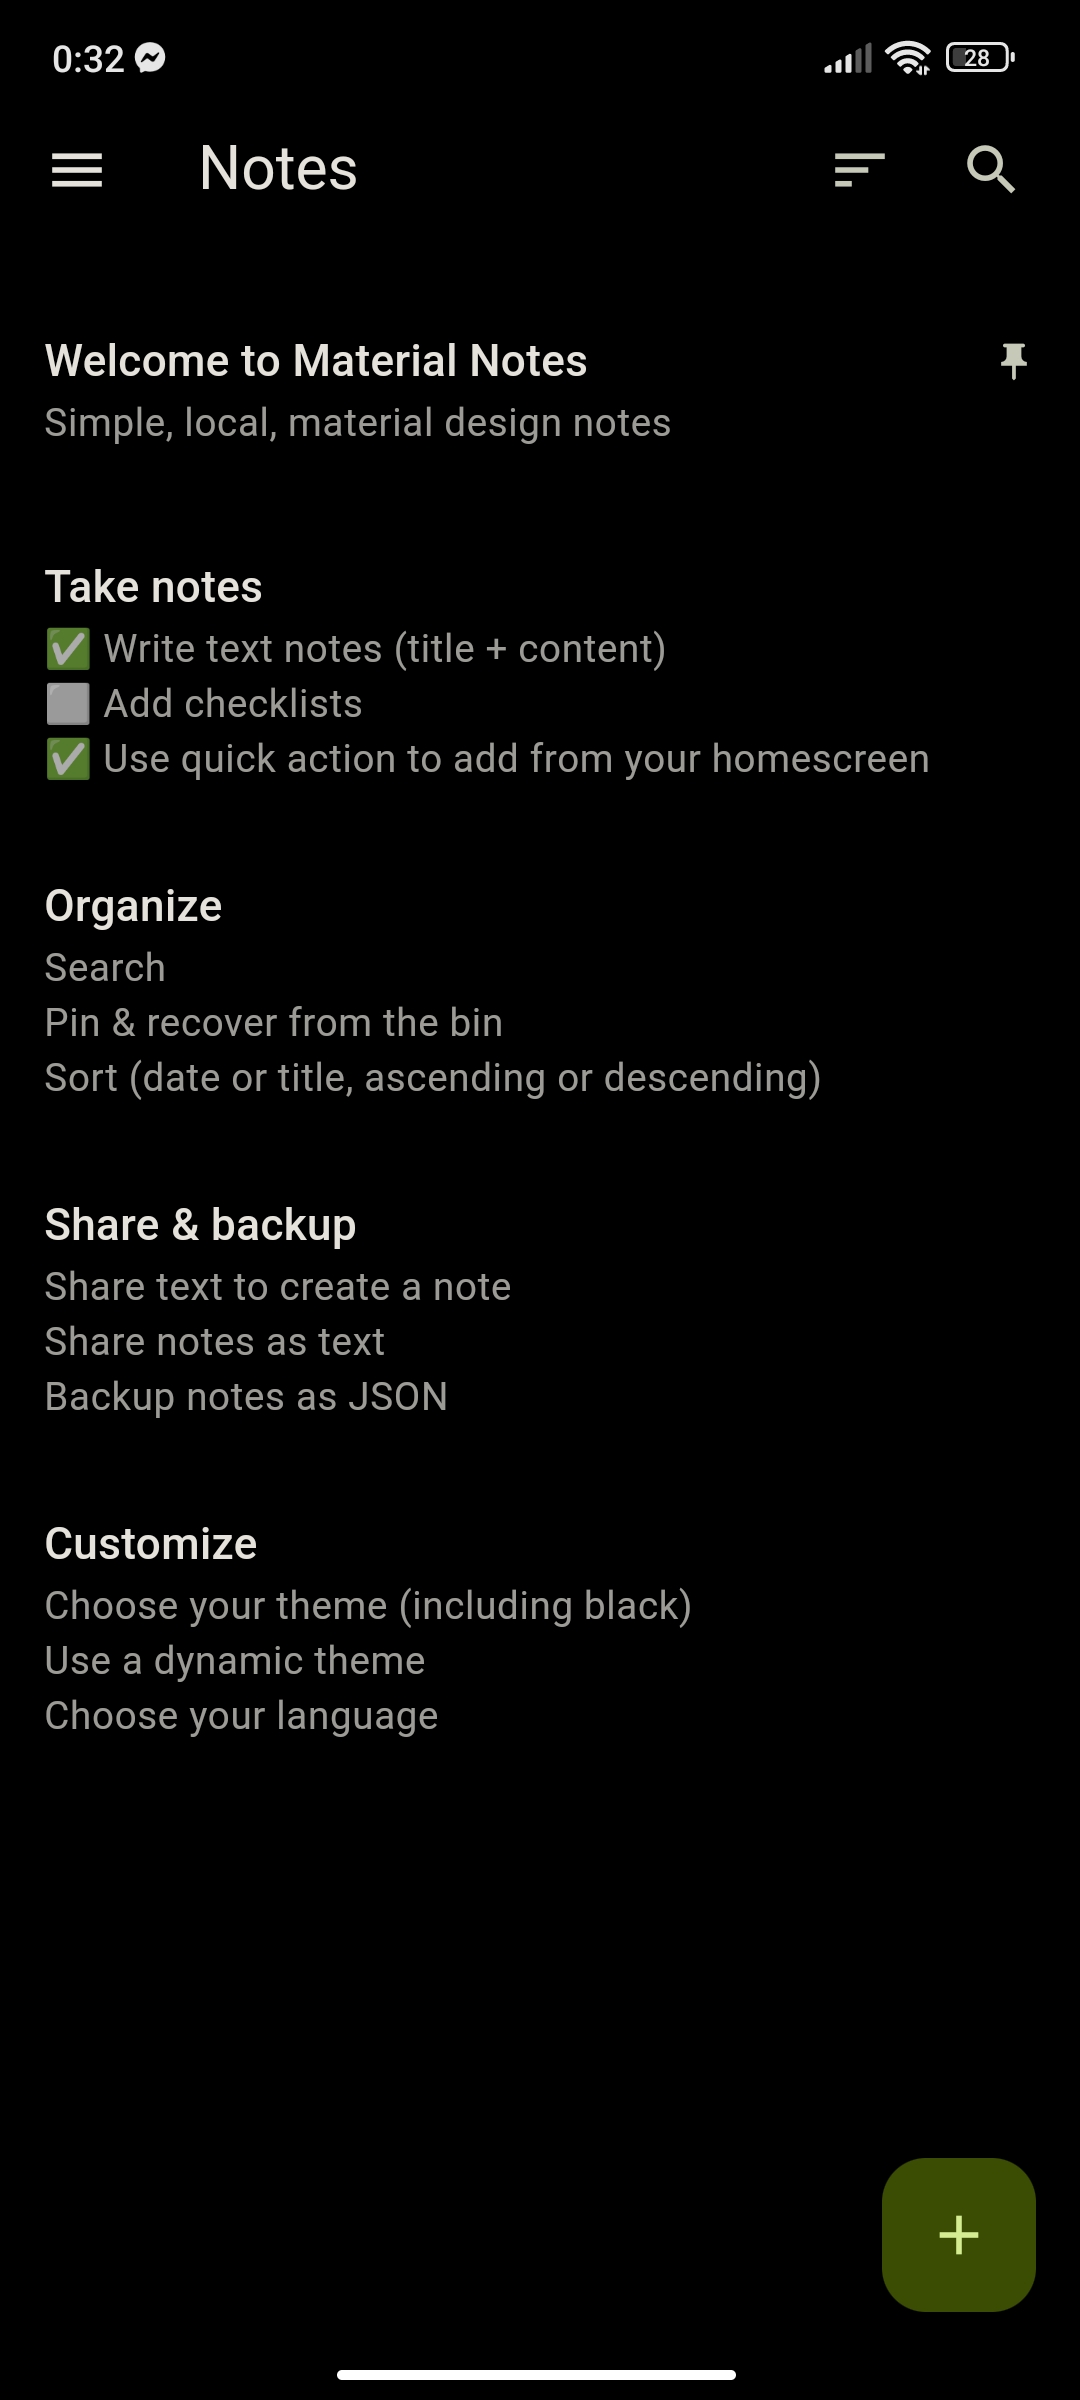 0:32
28
Notes
Welcome to Material Notes
Simple, local, material design notes
Take notes
✅ Write text notes (title + content)
⬜ Add checklists
✅ Use quick action to add from your homescreen
Organize
Search
Pin & recover from the bin
Sort (date or title, ascending or descending)
Share & backup
Share text to create a note
Share notes as text
Backup notes as JSON
Customize
Choose your theme (including black)
Use a dynamic theme
Choose your language